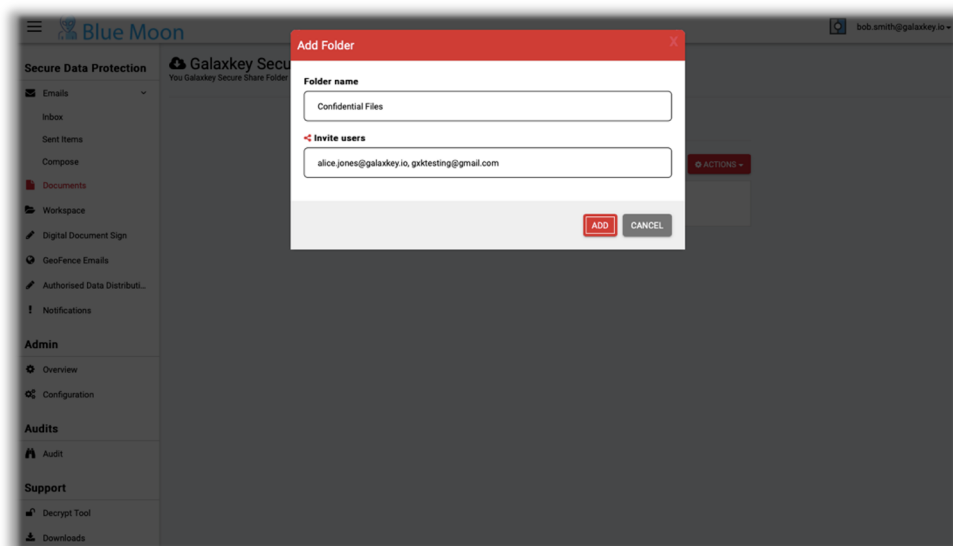 Blue Moon
bob.smith@galaxkey.io
Secure Data Protection
Emails
Inbox
Sent Items
Compose
Documents
Workspace
Digital Document Sign
GeoFence Emails
Authorised Data Distributi...
Notifications
Admin
Overview
Configuration
Audits
Audit
Support
Decrypt Tool
Downloads
Galaxkey Secu
You Galaxkey Secure Share Folder
ACTIONS
Add Folder
X
Folder name
Confidential Files
Invite users
alice.jones@galaxkey.io, gxktesting@gmail.com
ADD
CANCEL